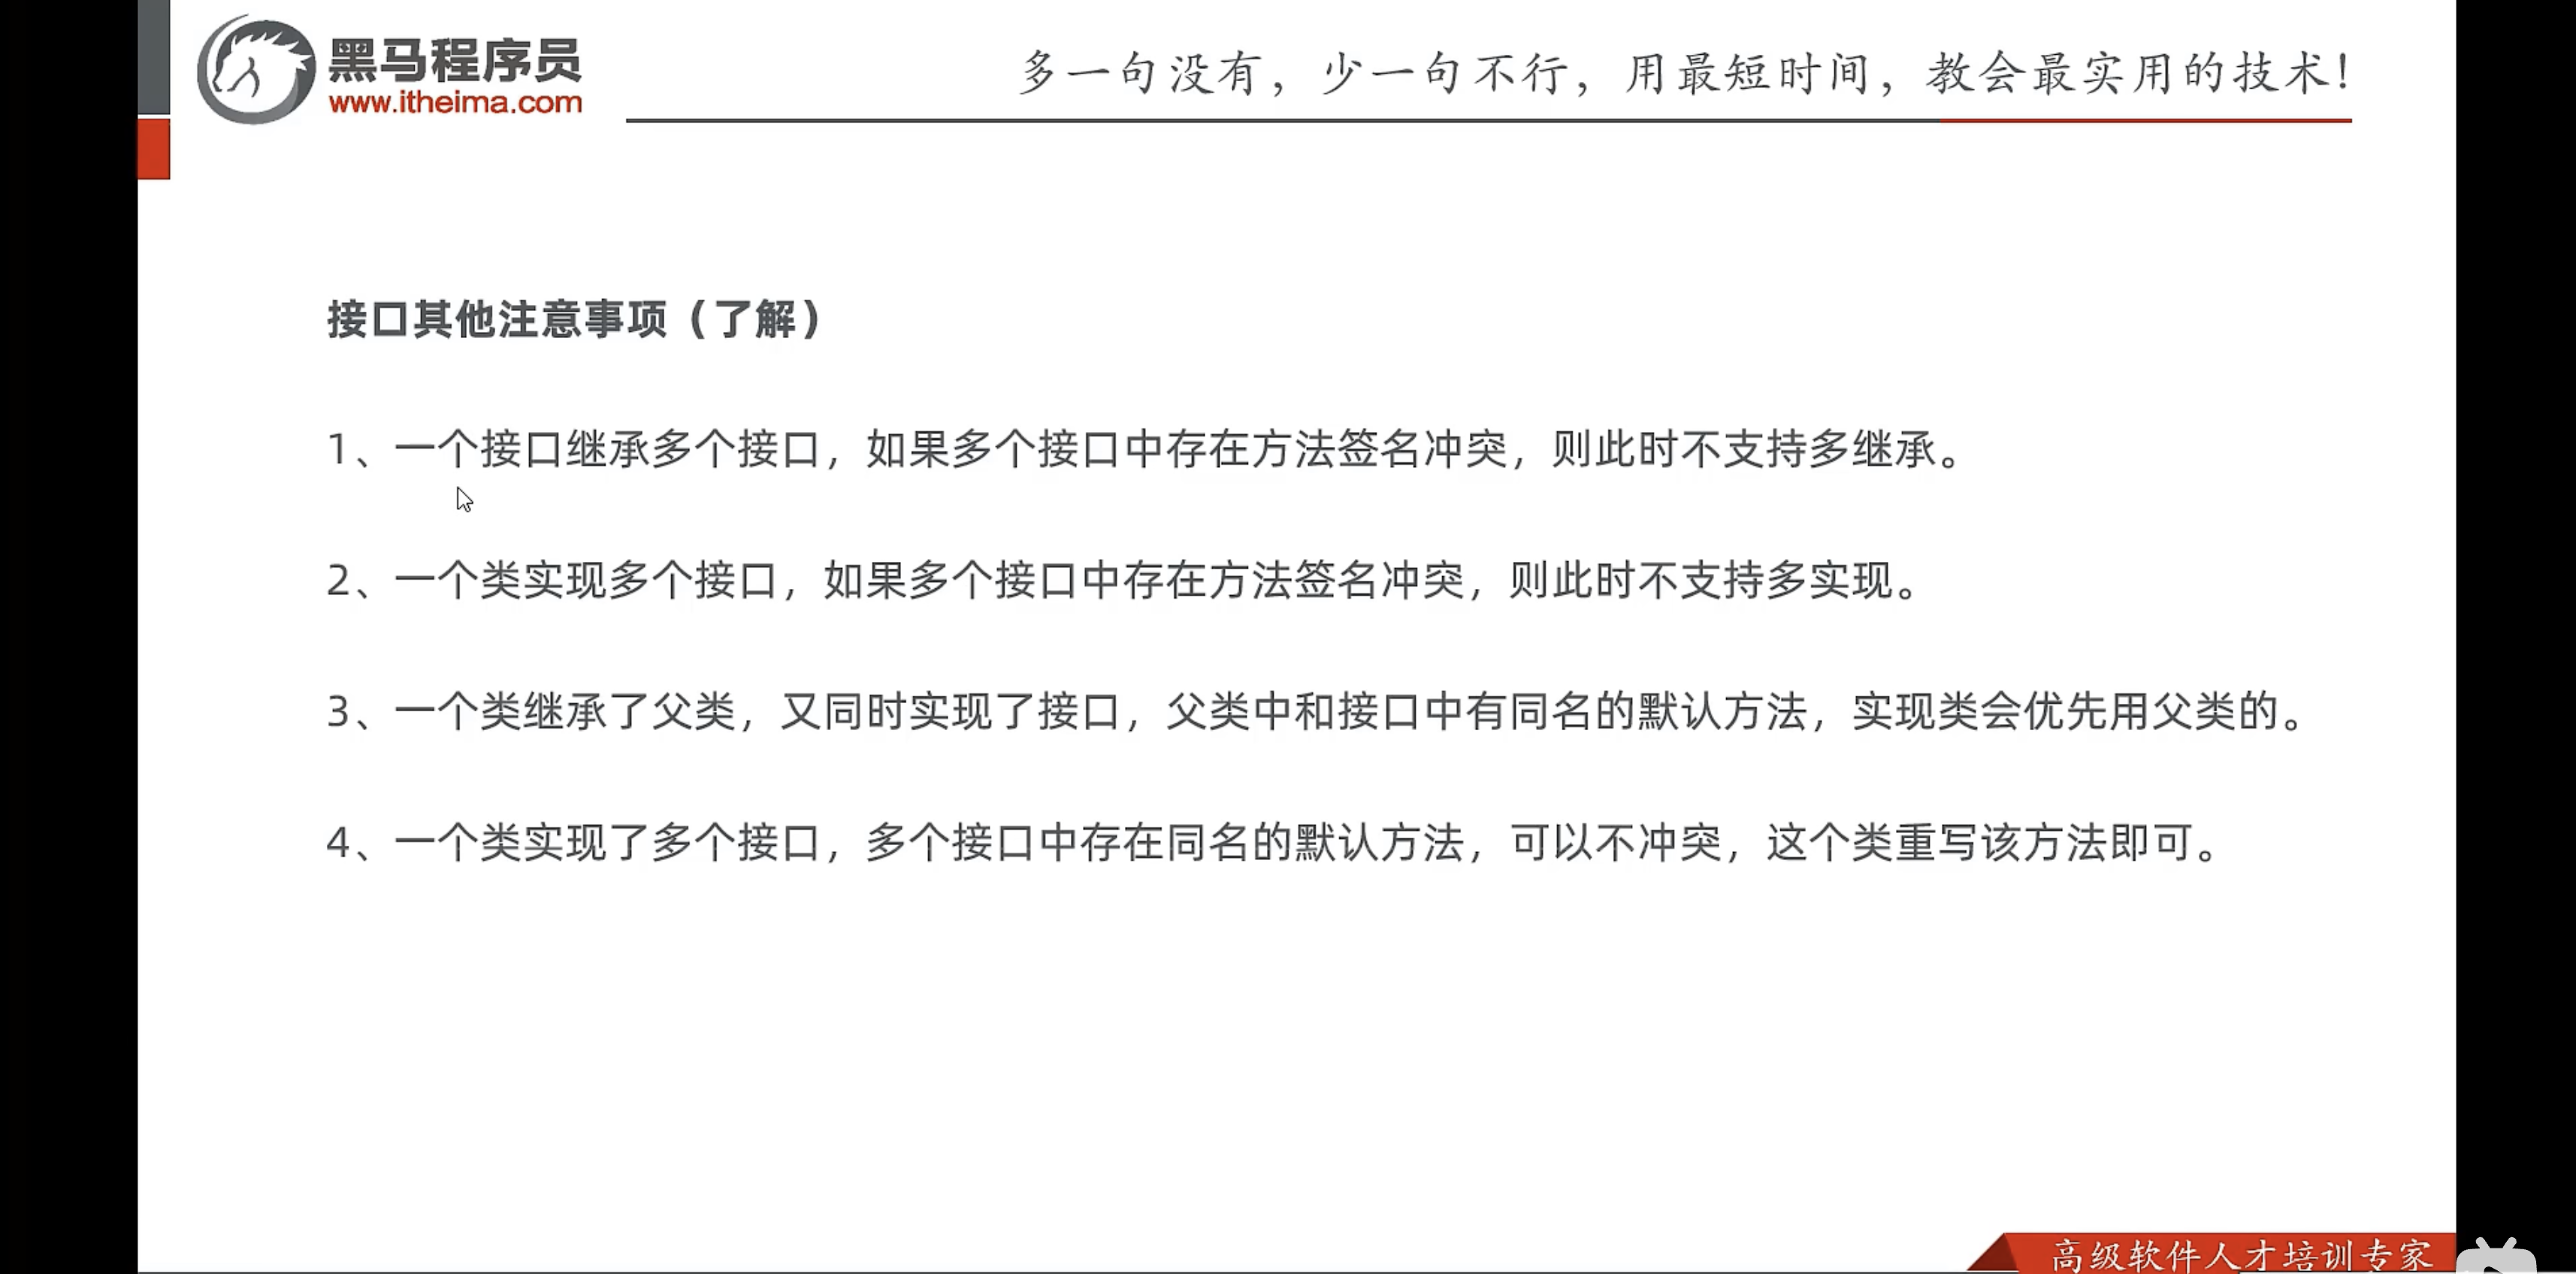 黑马程序员
www.itheima.com
多一句没有，少一句不行，用最短时间，教会最实用的技术！
接口其他注意事项（了解）
1、一个接口继承多个接口，如果多个接口中存在方法签名冲突，则此时不支持多继承。
2、一个类实现多个接口，如果多个接口中存在方法签名冲突，则此时不支持多实现。
3、一个类继承了父类，又同时实现了接口，父类中和接口中有同名的默认方法，实现类会优先用父类的。
4、一个类实现了多个接口，多个接口中存在同名的默认方法，可以不冲突，这个类重写该方法即可。
高级软件人才培训专家